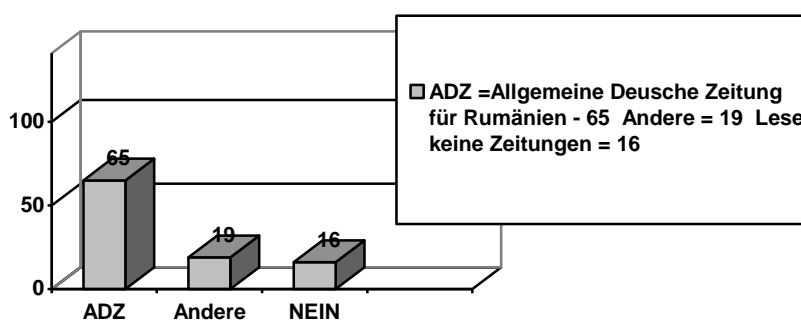 ADZ =Allgemeine Deusche Zeitung
für Rumänien - 65 Andere = 19 Lese
keine Zeitungen = 16
100
50
0
65
19
16
ADZ
Andere
NEIN